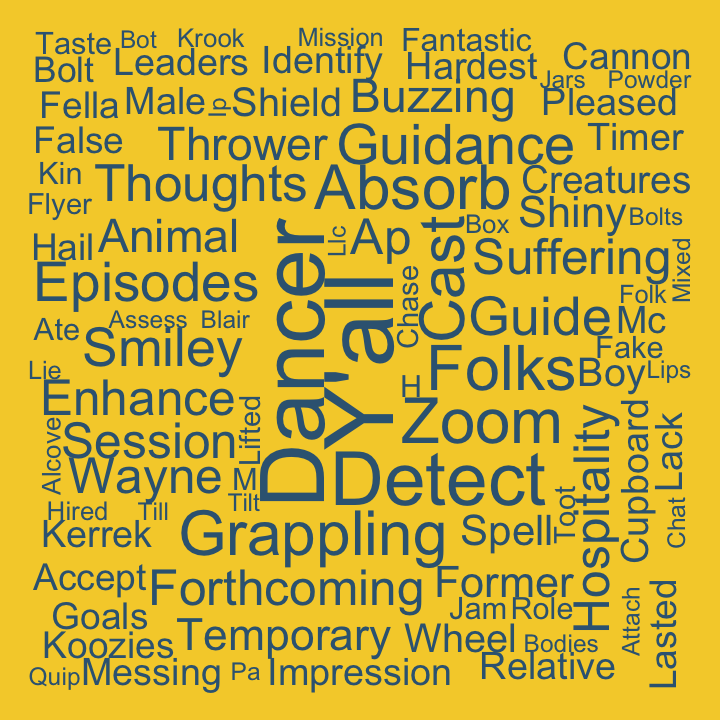 Taste Bot Krook Mission Fantastic
Bolt Leaders Identify Hardest Cannon
Jars Powder
Fella Male Id Shield Buzzing Pleased
False Thrower Guidance Timer
Kin Thoughts Absorb Creatures
Flyer Shiny Bolts
Hail Animal Llc Ap Cast Box
Episodes Suffering Mixed
Dancer Y'all Chase Folk
Ate Assess Blair Guide Mc
Smiley Fake
Lie Folks Boy Lips
Enhance H Zoom
Alcove Session Lifted Hospitality Cupboard Lack
Wayne M Detect
Hired Till Tilt Toot Chat
Kerrek Grappling Spell
Accept Forthcoming Former
Goals Jam Role Attach Lasted
Koozies Temporary Wheel Bodies
Quip Messing Pa Impression Relative